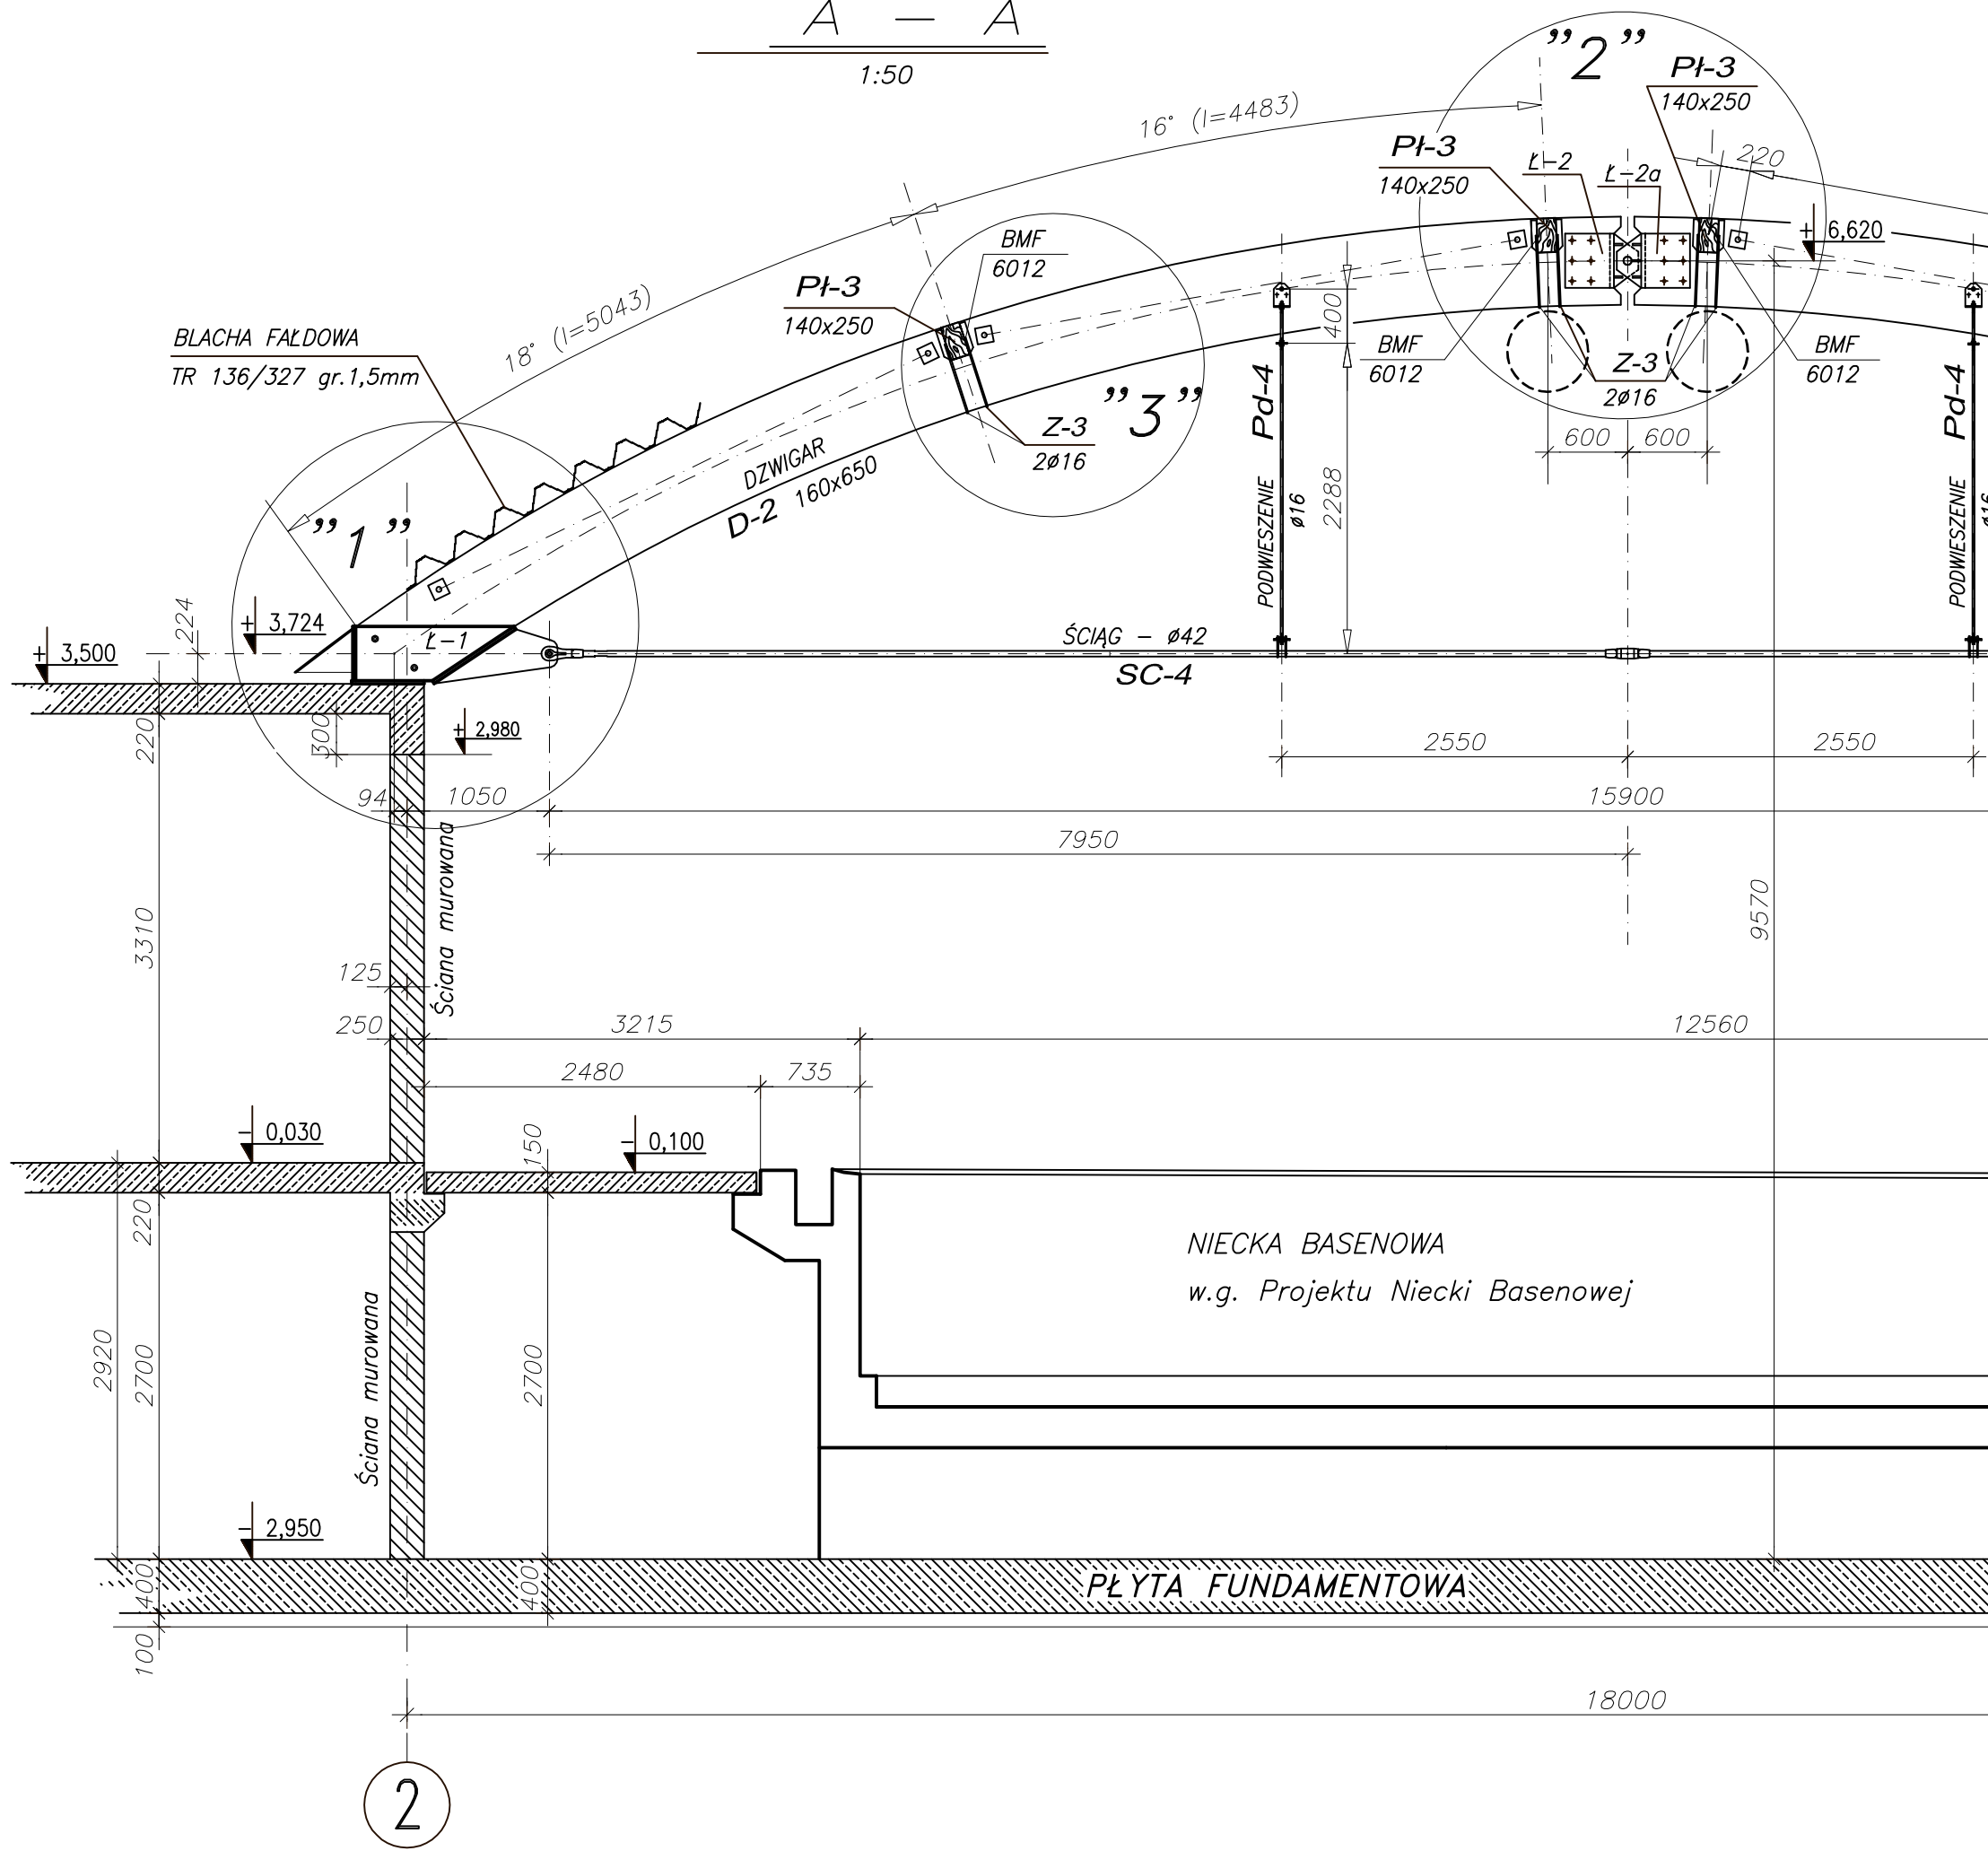 A — A
1:50
"2"
Pł-3
140x250
16° (l=4483)
Pł-3
140x250
Ł-2
Ł-2a
220
+ 6,620
BMF
6012
Pł-3
140x250
18° (l=5043)
BLACHA FAŁDOWA
TR 136/327 gr.1,5mm
400
BMF
6012
Z-3
2ø16
BMF
6012
"3"
Z-3
2ø16
Pd-4
Pd-4
600
600
DZWIGAR
D-2 160x650
2288
PODWIESZENIE
ø16
PODWIESZENIE
ø16
"1"
224
+ 3,724
Ł-1
+ 3,500
ŚCIĄG - ø42
SC-4
220
300
+ 2,980
2550
2550
94
1050
15900
7950
Ściana murowana
3310
9570
125
250
3215
12560
2480
735
- 0,030
150
- 0,100
220
NIECKA BASENOWA
w.g. Projektu Niecki Basenowej
2920
2700
Ściana murowana
2700
- 2,950
400
400
PŁYTA FUNDAMENTOWA
100
18000
2